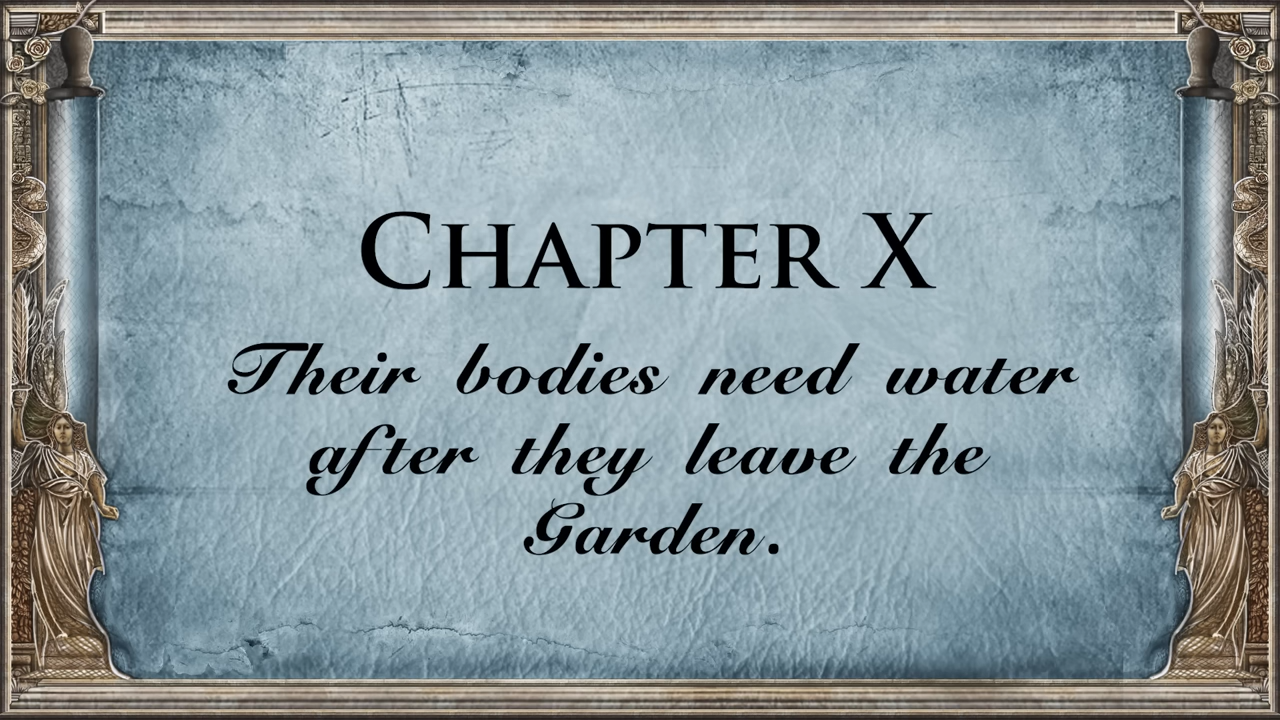 Chapter X
Their bodies need water
after they leave the
Garden.